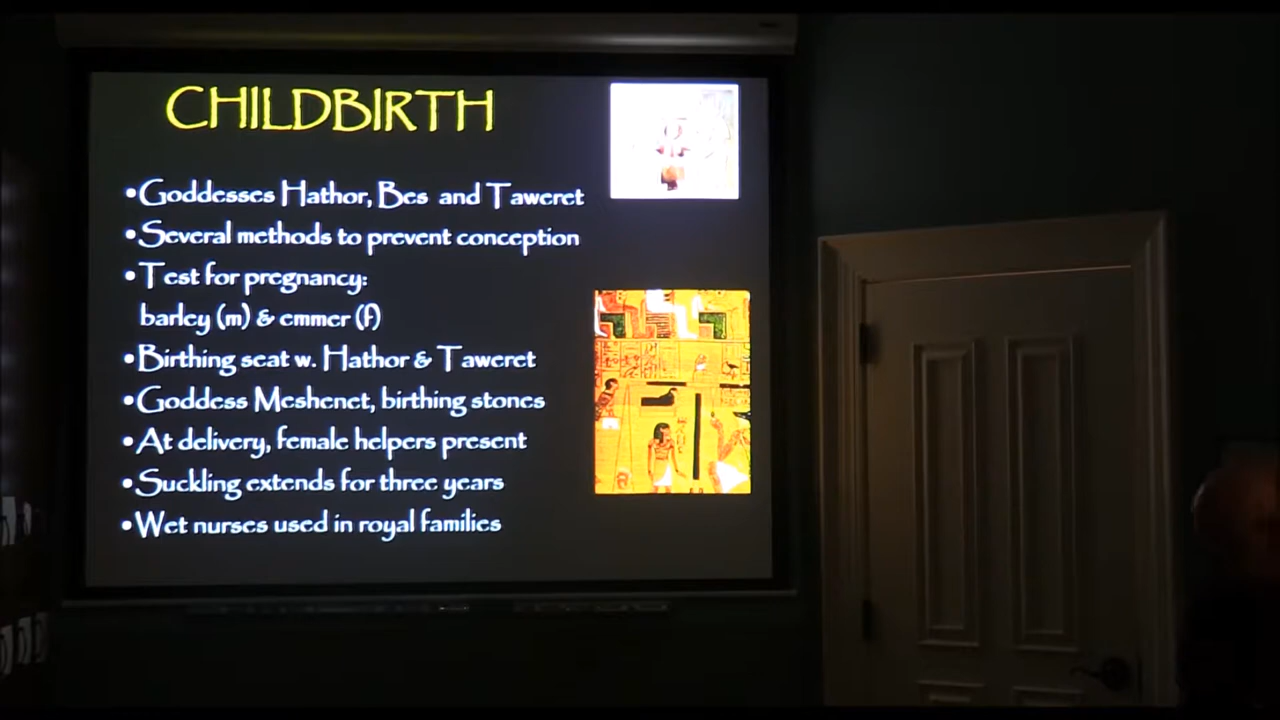 CHILDBIRTH
•Goddesses Hathor, Bes and Taweret
•Several methods to prevent conception
•Test for pregnancy:
barley (m) & emmer (f)
•Birthing seat w. Hathor & Taweret
•Goddess Meshenet, birthing stones
•At delivery, female helpers present
•Suckling extends for three years
•Wet nurses used in royal families